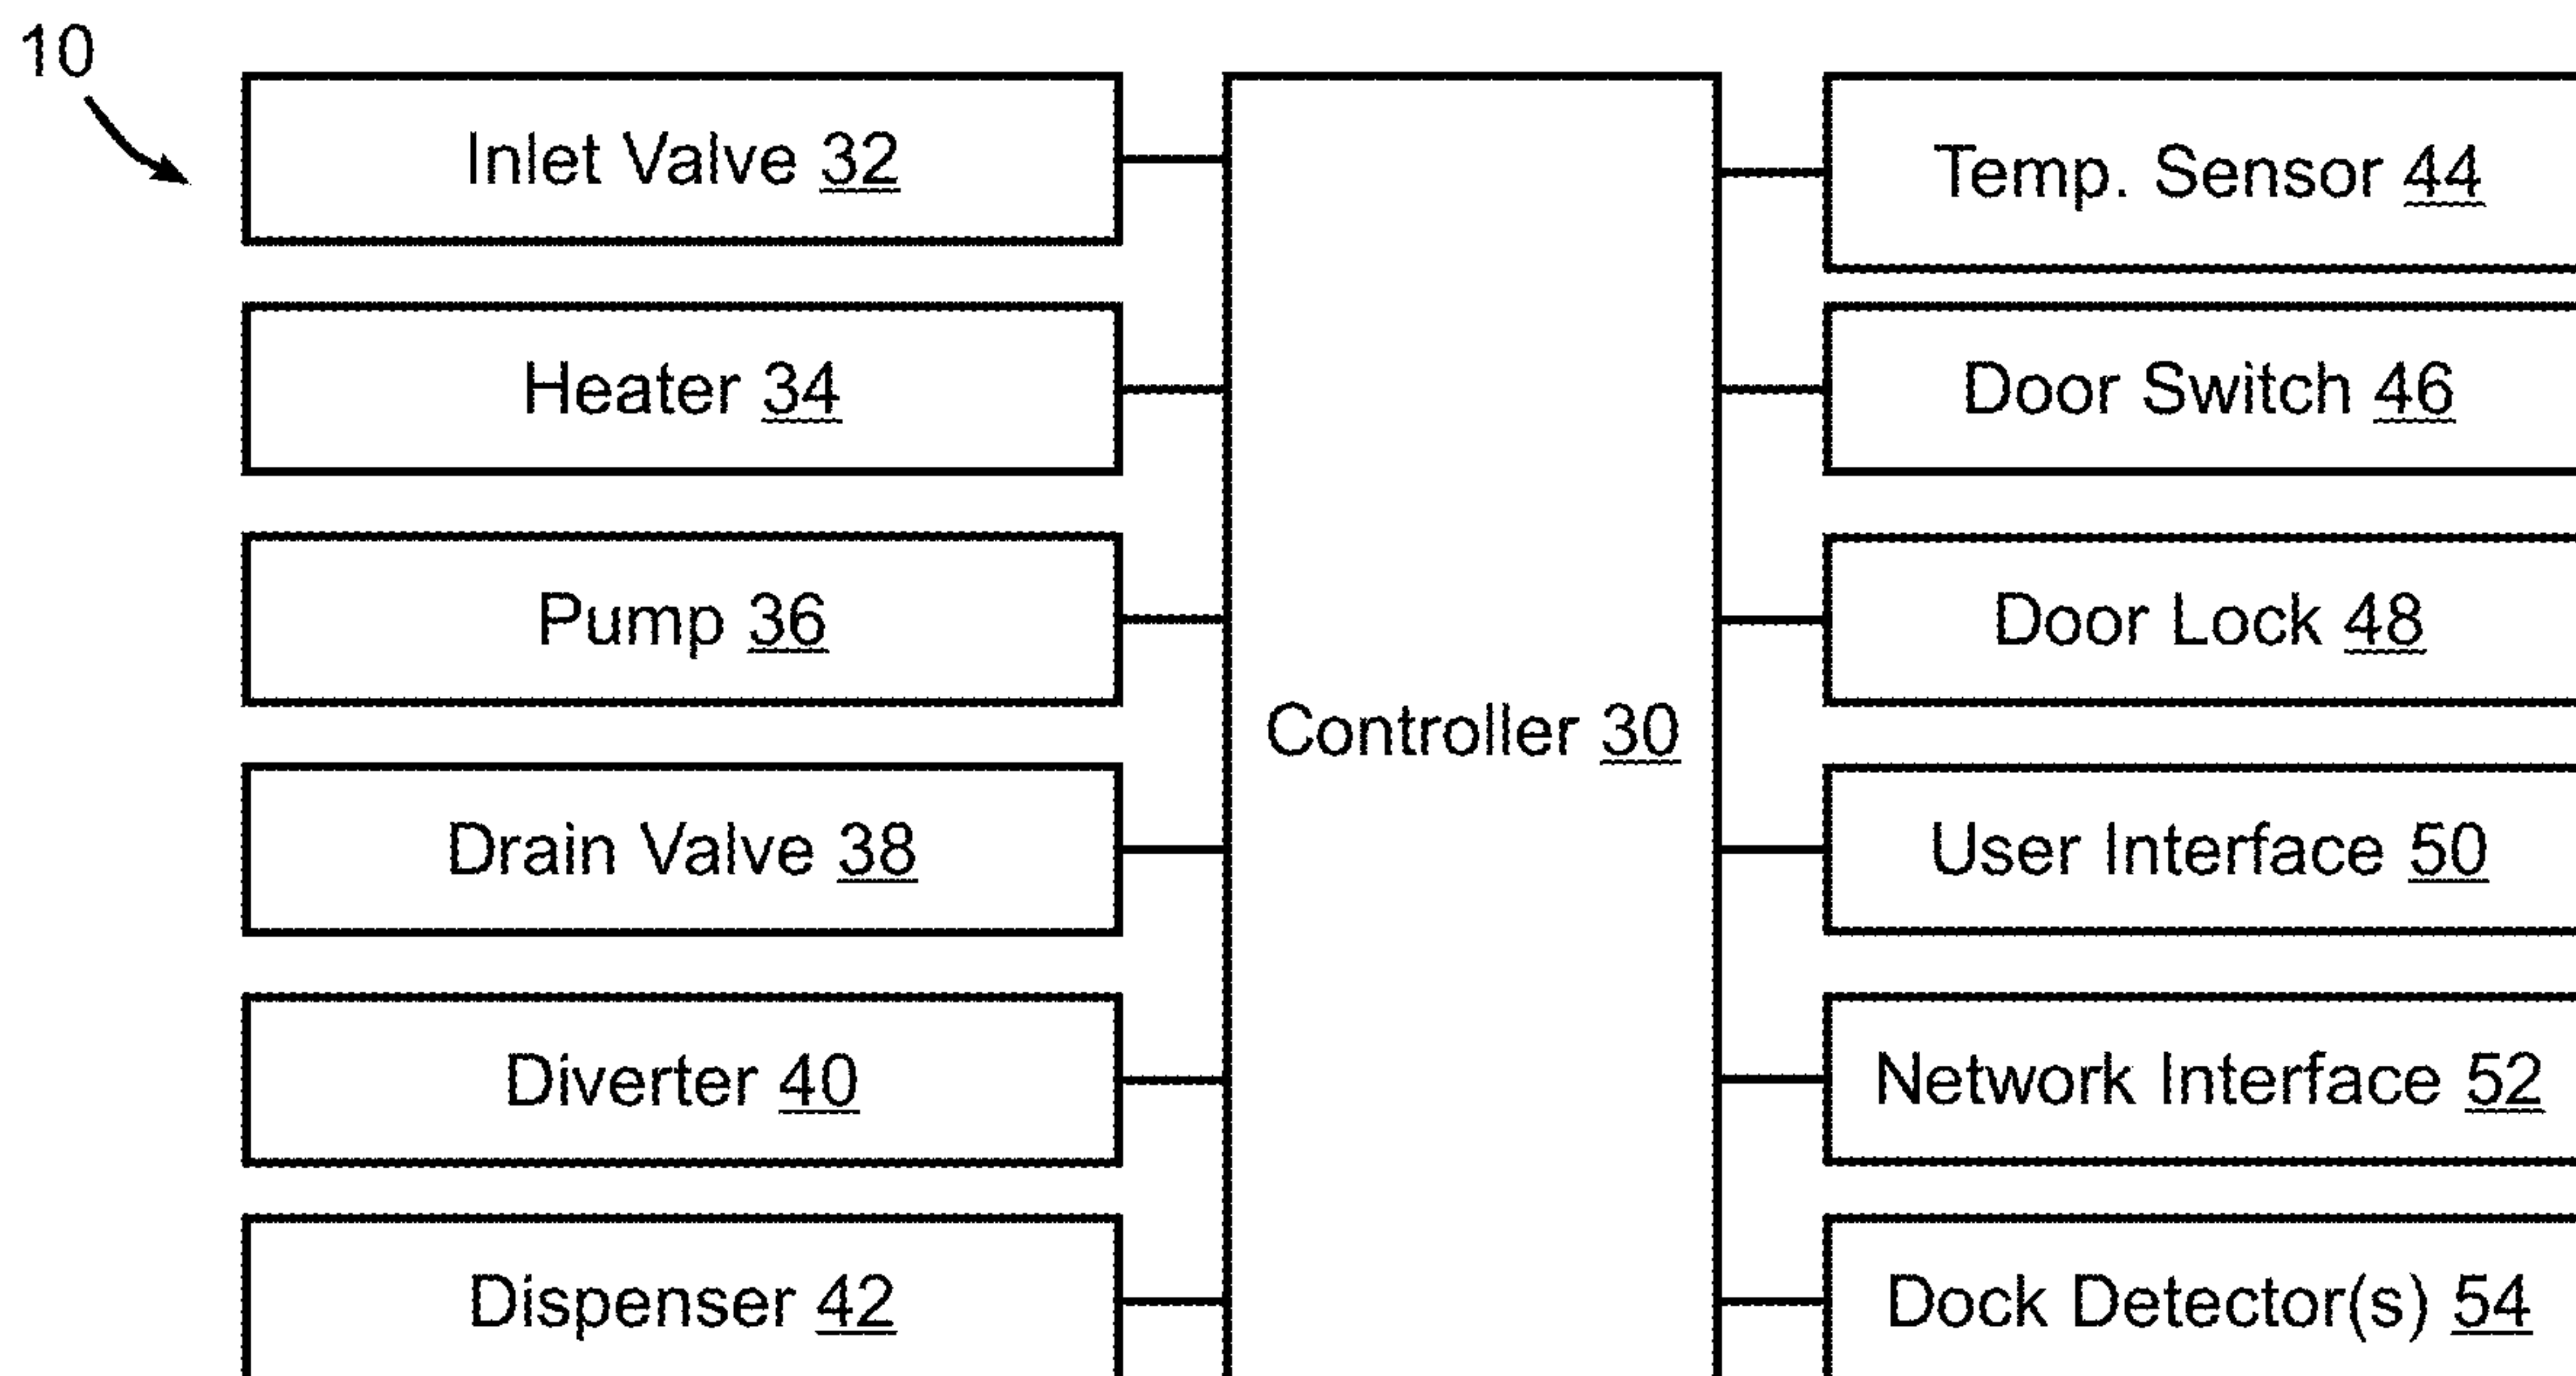 10
Inlet Valve 32
Heater 34
Pump 36
Drain Valve 38
Diverter 40
Dispenser 42
Controller 30
Temp. Sensor 44
Door Switch 46
Door Lock 48
User Interface 50
Network Interface 52
Dock Detector(s) 54